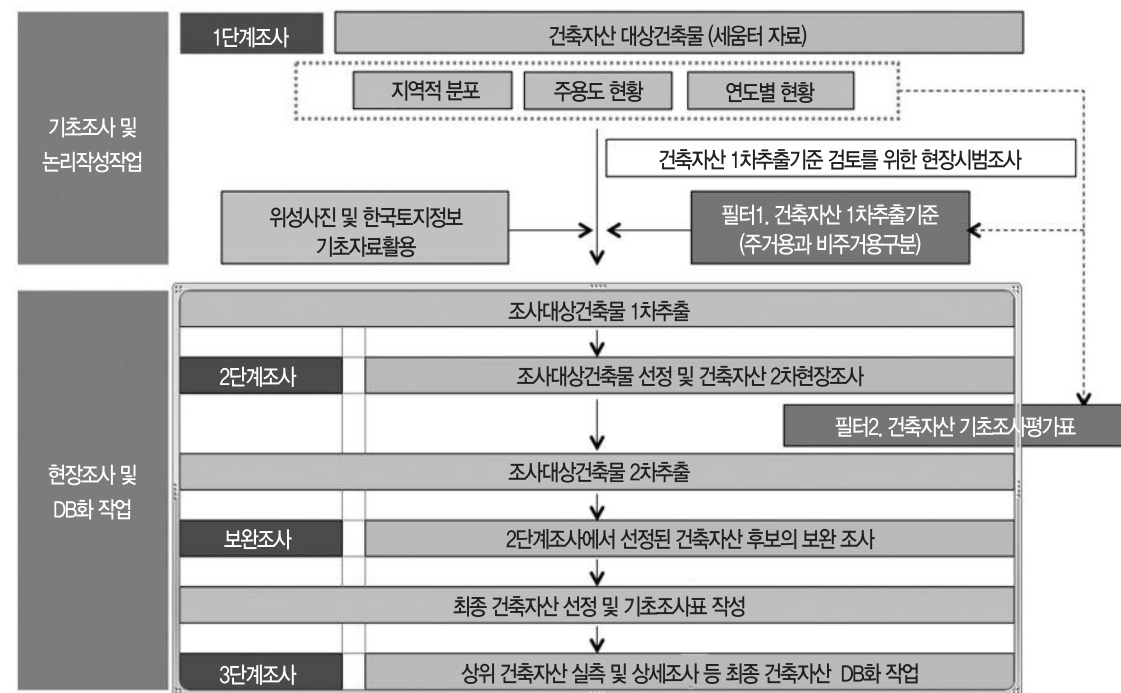 1단계조사
건축자산 대상건축물 (세움터 자료)
지역적 분포
주용도 현황
연도별 현황
기초조사 및
논리작성작업
건축자산 1차추출기준 검토를 위한 현장시범조사
위성사진 및 한국토지정보
기초자료활용
필터1. 건축자산 1차추출기준
(주거용과 비주거용구분)
조사대상건축물 1차추출
2단계조사
조사대상건축물 선정 및 건축자산 2차현장조사
필터2. 건축자산 기초조사평가표
현장조사 및
DB화 작업
조사대상건축물 2차추출
보완조사
2단계조사에서 선정된 건축자산 후보의 보완 조사
최종 건축자산 선정 및 기초조사표 작성
3단계조사
상위 건축자산 실측 및 상세조사 등 최종 건축자산 DB화 작업